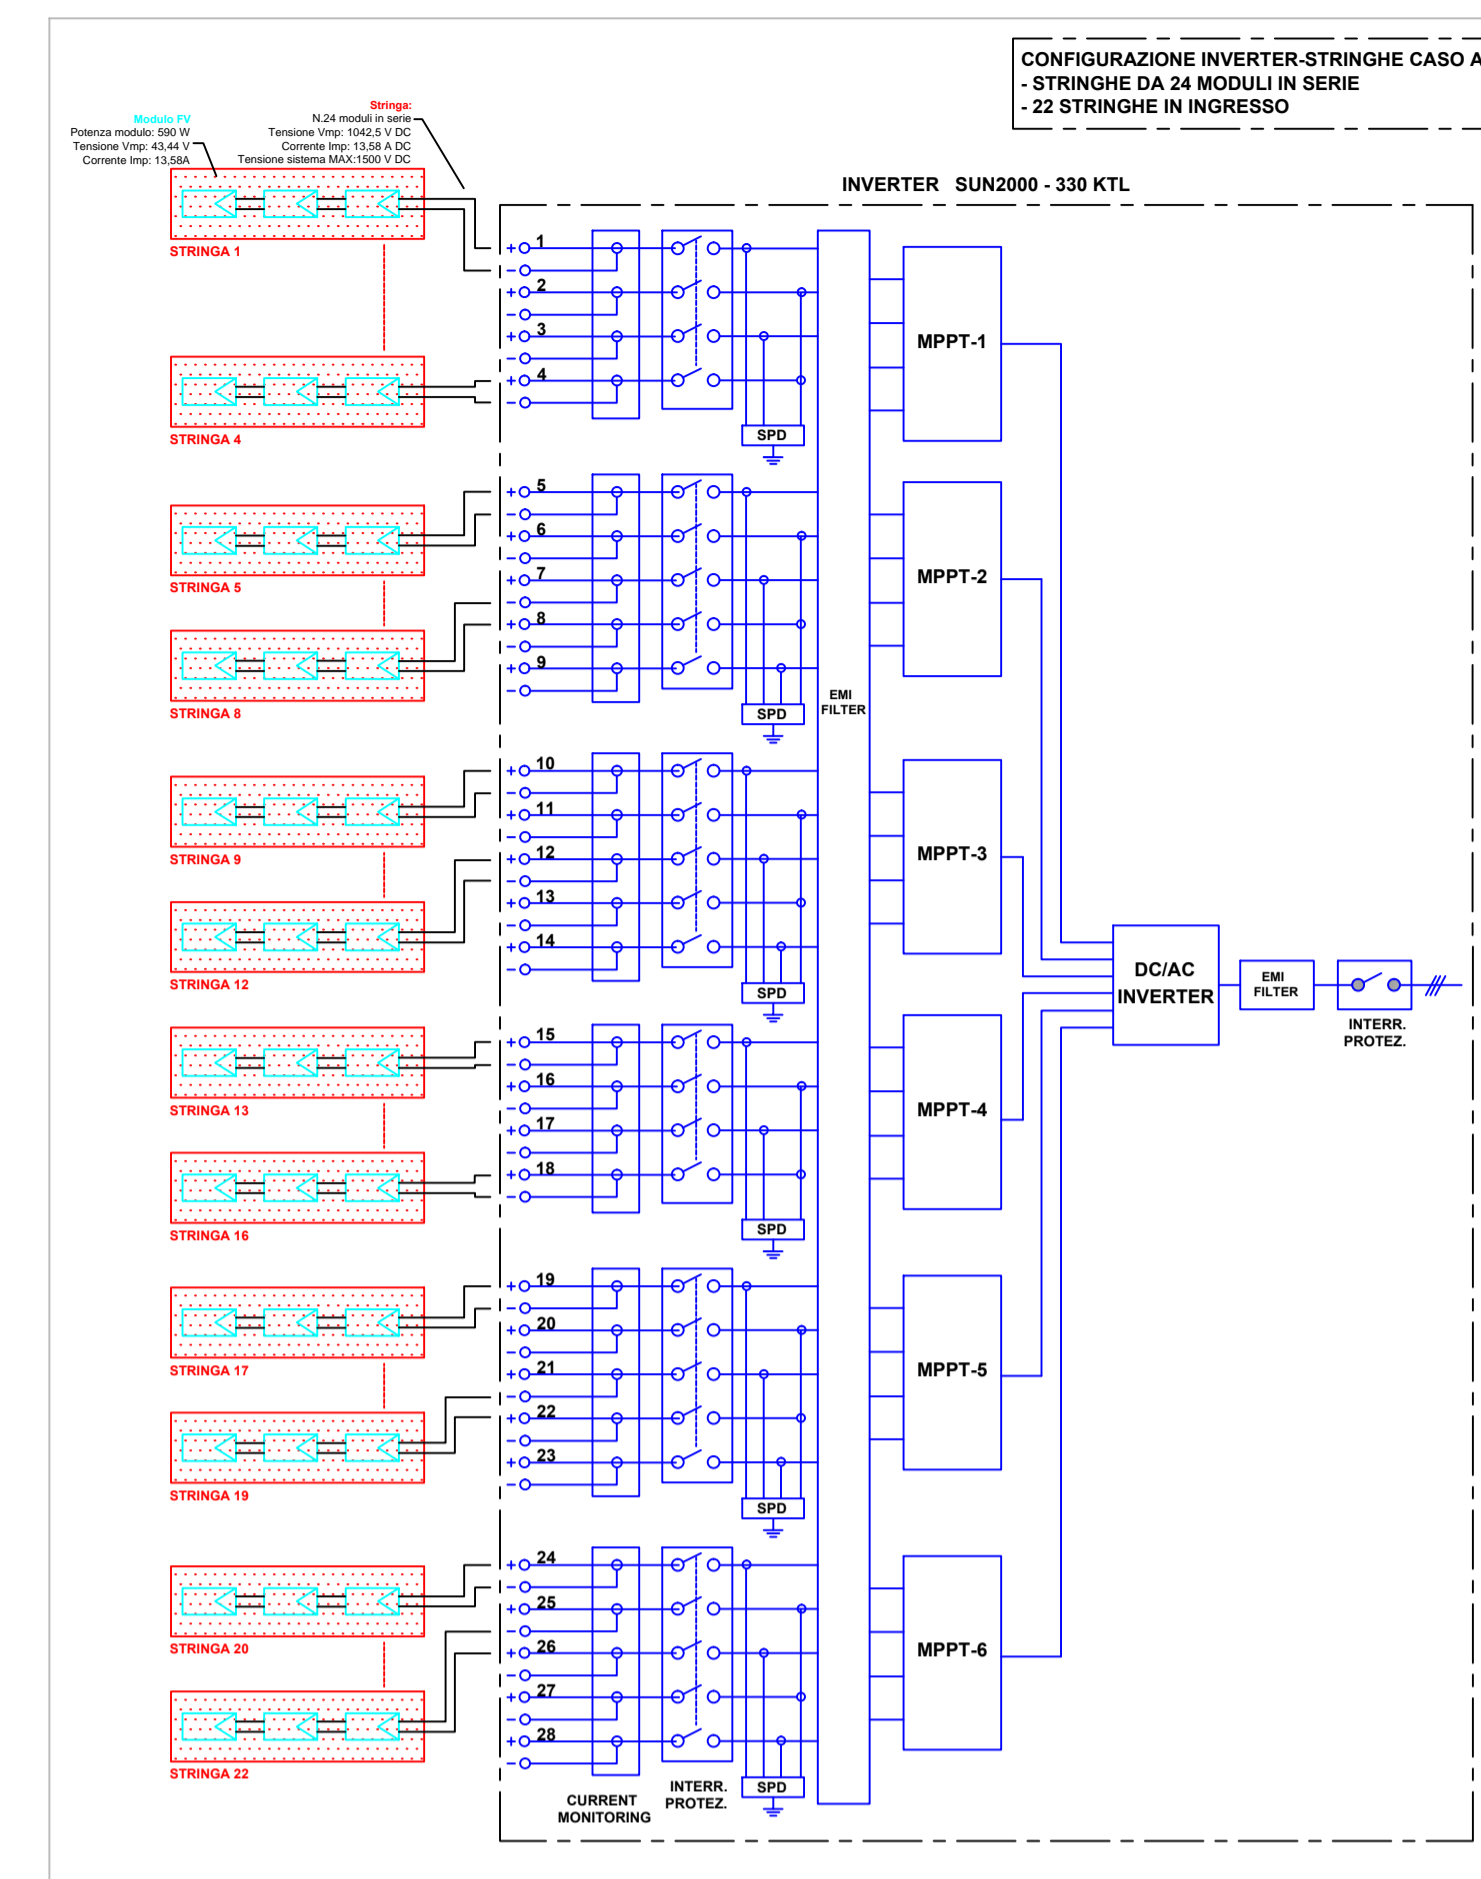 CONFIGURAZIONE INVERTER-STRINGHE CASO A
- STRINGHE DA 24 MODULI IN SERIE
- 22 STRINGHE IN INGRESSO
Modulo FV
Potenza modulo: 590 W
Tensione Vmp: 43,44 V
Corrente Imp: 13,58A
Stringa:
N.24 moduli in serie
Tensione Vmp: 1042,5 V DC
Corrente Imp: 13,58 A DC
Tensione sistema MAX:1500 V DC
INVERTER SUN2000 - 330 KTL
STRINGA 1
STRINGA 4
STRINGA 5
STRINGA 8
STRINGA 9
STRINGA 12
STRINGA 13
STRINGA 16
STRINGA 17
STRINGA 19
STRINGA 20
STRINGA 22
+ 1
-
+ 2
-
+ 3
-
+ 4
-
SPD
+ 5
-
+ 6
-
+ 7
-
+ 8
-
+ 9
-
SPD
+ 10
-
+ 11
-
+ 12
-
+ 13
-
+ 14
-
SPD
+ 15
-
+ 16
-
+ 17
-
+ 18
-
SPD
+ 19
-
+ 20
-
+ 21
-
+ 22
-
+ 23
-
SPD
+ 24
-
+ 25
-
+ 26
-
+ 27
-
+ 28
-
SPD
CURRENT
MONITORING
INTERR.
PROTEZ.
EMI
FILTER
MPPT-1
MPPT-2
MPPT-3
MPPT-4
MPPT-5
MPPT-6
DC/AC
INVERTER
EMI
FILTER
INTERR.
PROTEZ.